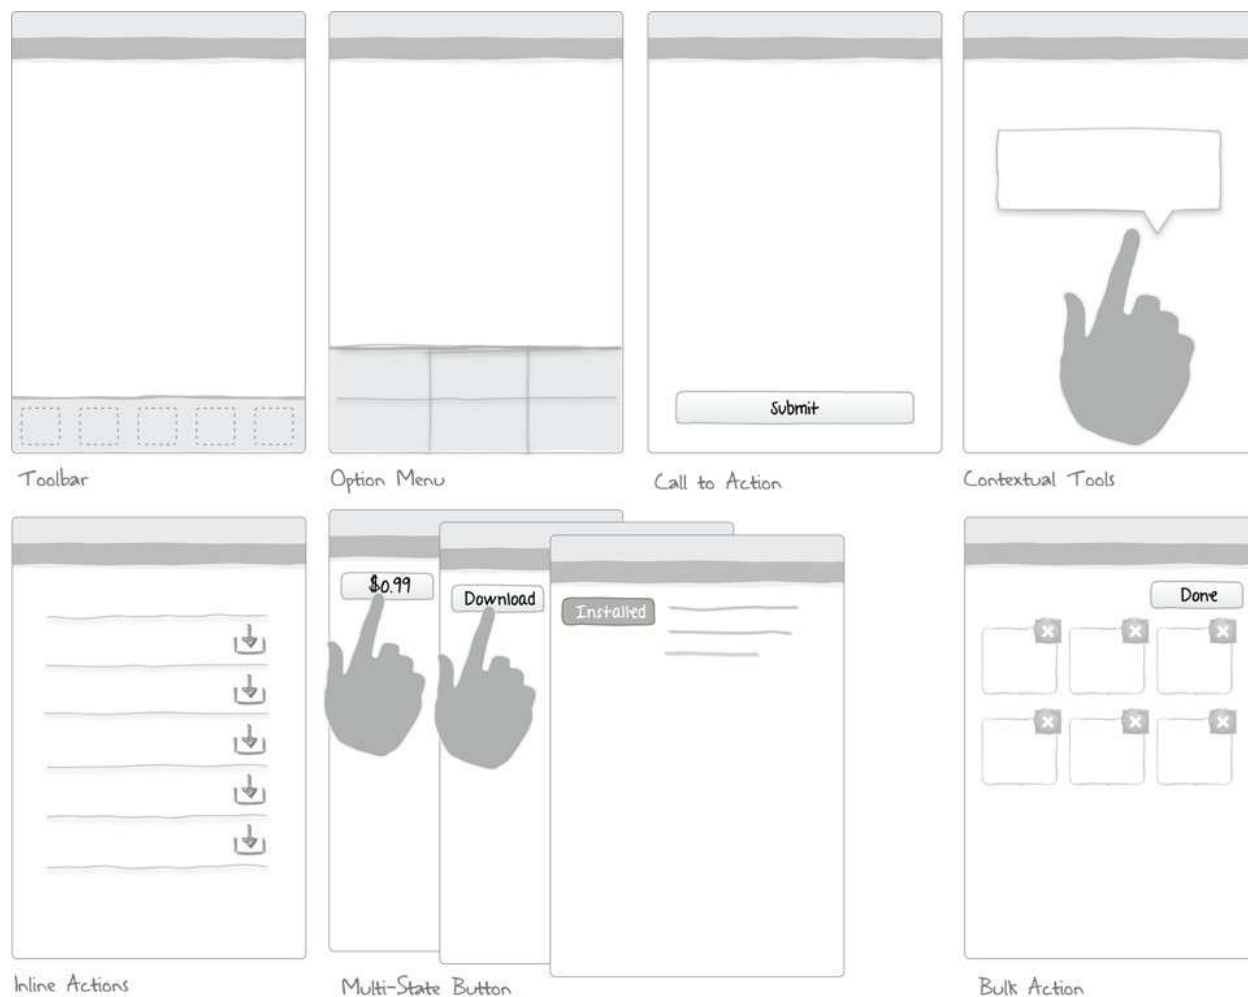 Submit
Toolbar
Option Menu
Call to Action
Contextual Tools
$0.99
Download
Installed
Done
Inline Actions
Multi-State Button
Bulk Action